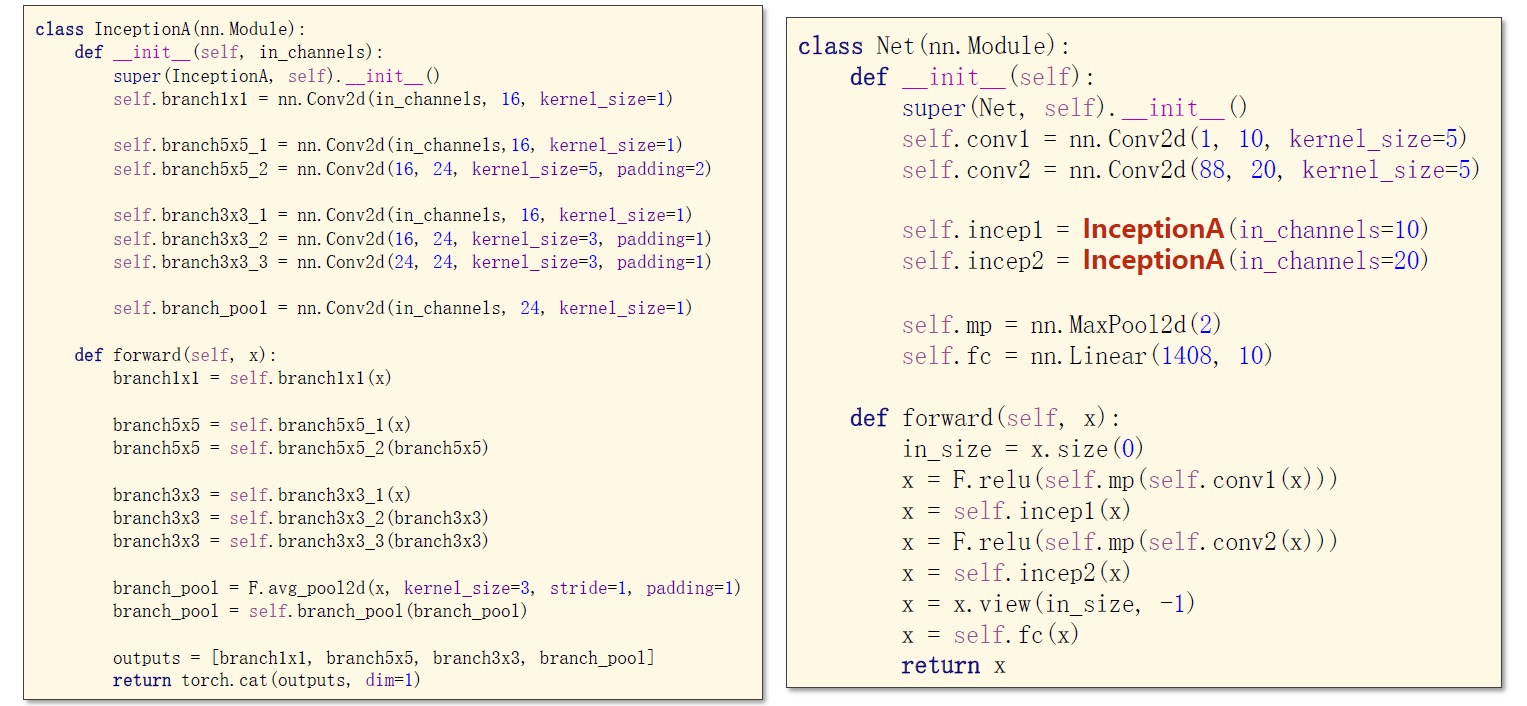 class InceptionA(nn.Module):
    def __init__(self, in_channels):
        super(InceptionA, self).__init__()
        self.branch1x1 = nn.Conv2d(in_channels, 16, kernel_size=1)

        self.branch5x5_1 = nn.Conv2d(in_channels,16, kernel_size=1)
        self.branch5x5_2 = nn.Conv2d(16, 24, kernel_size=5, padding=2)

        self.branch3x3_1 = nn.Conv2d(in_channels, 16, kernel_size=1)
        self.branch3x3_2 = nn.Conv2d(16, 24, kernel_size=3, padding=1)
        self.branch3x3_3 = nn.Conv2d(24, 24, kernel_size=3, padding=1)

        self.branch_pool = nn.Conv2d(in_channels, 24, kernel_size=1)

    def forward(self, x):
        branch1x1 = self.branch1x1(x)

        branch5x5 = self.branch5x5_1(x)
        branch5x5 = self.branch5x5_2(branch5x5)

        branch3x3 = self.branch3x3_1(x)
        branch3x3 = self.branch3x3_2(branch3x3)
        branch3x3 = self.branch3x3_3(branch3x3)

        branch_pool = F.avg_pool2d(x, kernel_size=3, stride=1, padding=1)
        branch_pool = self.branch_pool(branch_pool)

        outputs = [branch1x1, branch5x5, branch3x3, branch_pool]
        return torch.cat(outputs, dim=1)

class Net(nn.Module):
    def __init__(self):
        super(Net, self).__init__()
        self.conv1 = nn.Conv2d(1, 10, kernel_size=5)
        self.conv2 = nn.Conv2d(88, 20, kernel_size=5)

        self.incep1 = InceptionA(in_channels=10)
        self.incep2 = InceptionA(in_channels=20)

        self.mp = nn.MaxPool2d(2)
        self.fc = nn.Linear(1408, 10)

    def forward(self, x):
        in_size = x.size(0)
        x = F.relu(self.mp(self.conv1(x)))
        x = self.incep1(x)
        x = F.relu(self.mp(self.conv2(x)))
        x = self.incep2(x)
        x = x.view(in_size, -1)
        x = self.fc(x)
        return x